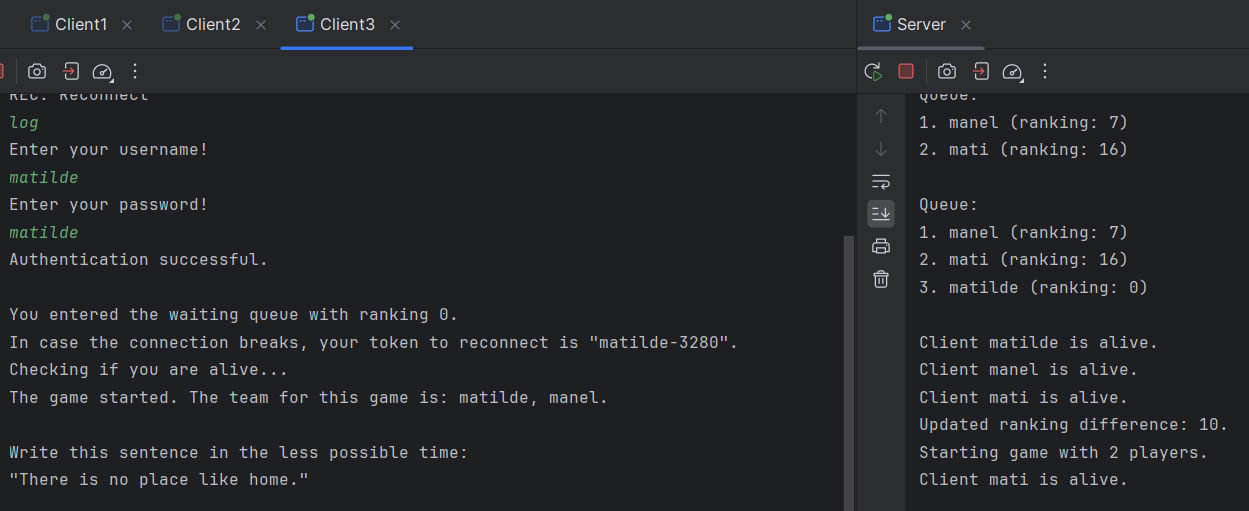 Client1
Client2
Client3
REC: Reconnect
log
Enter your username!
matilde
Enter your password!
matilde
Authentication successful.
You entered the waiting queue with ranking 0.
In case the connection breaks, your token to reconnect is "matilde-3280".
Checking if you are alive...
The game started. The team for this game is: matilde, manel.
Write this sentence in the less possible time:
"There is no place like home."
Server
Queue:
1. manel (ranking: 7)
2. mati (ranking: 16)
Queue:
1. manel (ranking: 7)
2. mati (ranking: 16)
3. matilde (ranking: 0)
Client matilde is alive.
Client manel is alive.
Client mati is alive.
Updated ranking difference: 10.
Starting game with 2 players.
Client mati is alive.